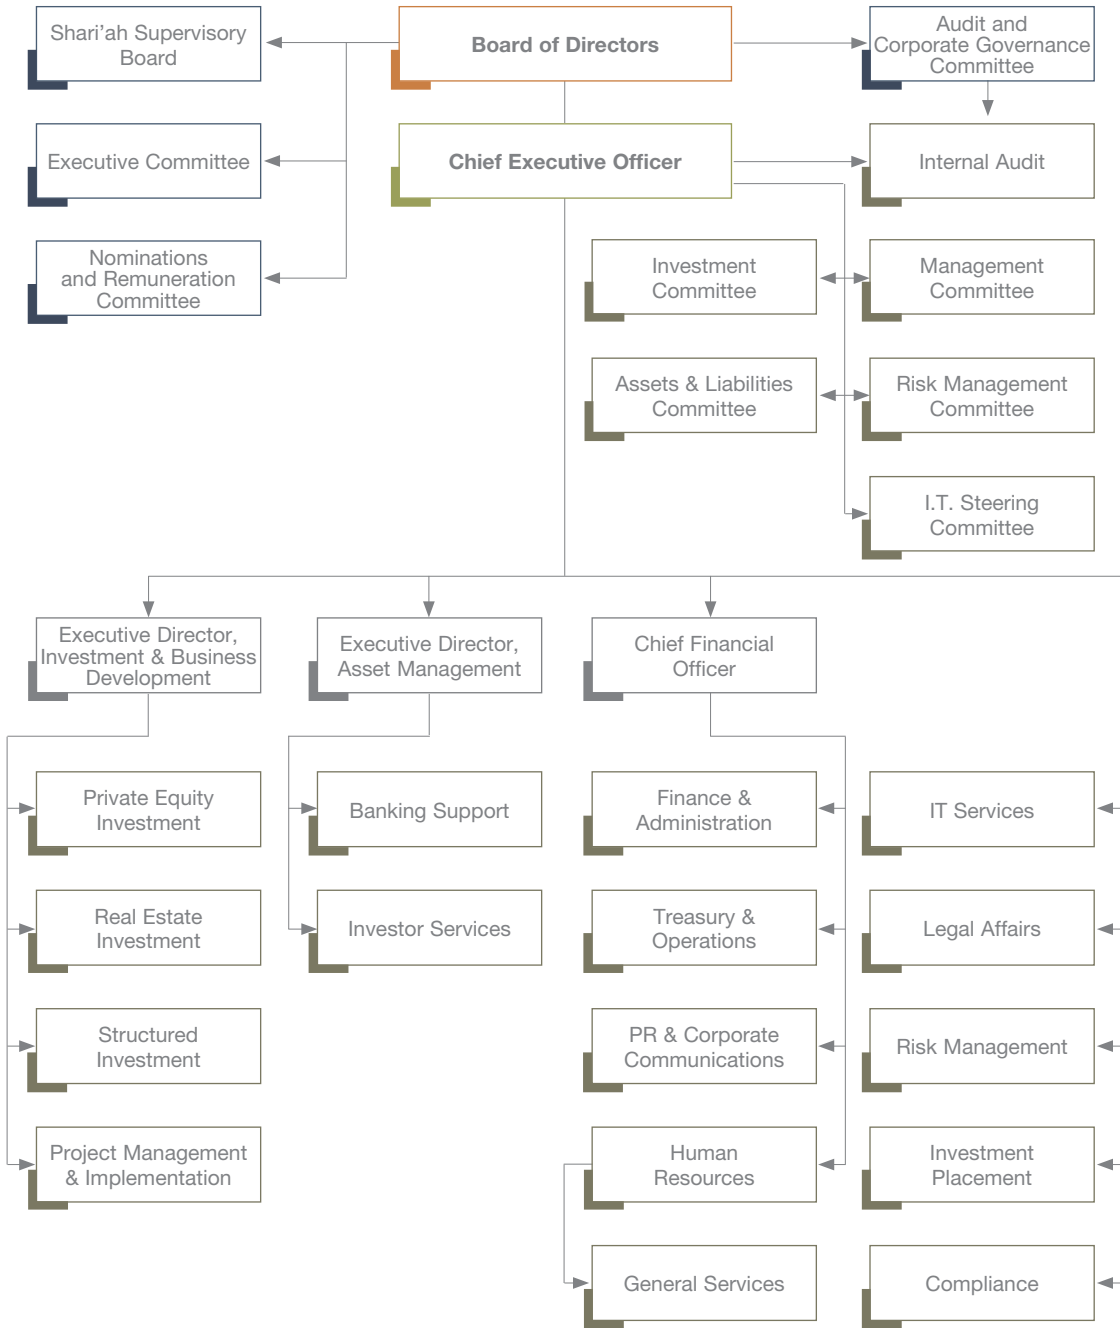 Shari'ah Supervisory
Board
Board of Directors
Audit and
Corporate Governance
Committee
Executive Committee
Chief Executive Officer
Internal Audit
Nominations
and Remuneration
Committee
Investment
Committee
Management
Committee
Assets & Liabilities
Committee
Risk Management
Committee
I.T. Steering
Committee
Executive Director,
Investment & Business
Development
Executive Director,
Asset Management
Chief Financial
Officer
Private Equity
Investment
Banking Support
Finance &
Administration
IT Services
Real Estate
Investment
Investor Services
Treasury &
Operations
Legal Affairs
Structured
Investment
PR & Corporate
Communications
Risk Management
Project Management
& Implementation
Human
Resources
Investment
Placement
General Services
Compliance